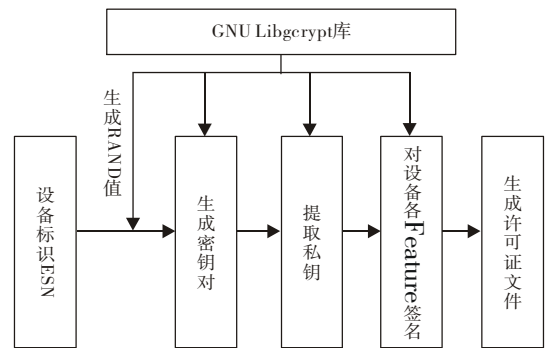 GNU Libgcrypt库
生成RAND值
设备标识ESN
生成密钥对
提取私钥
对设备各Feature签名
生成许可证文件